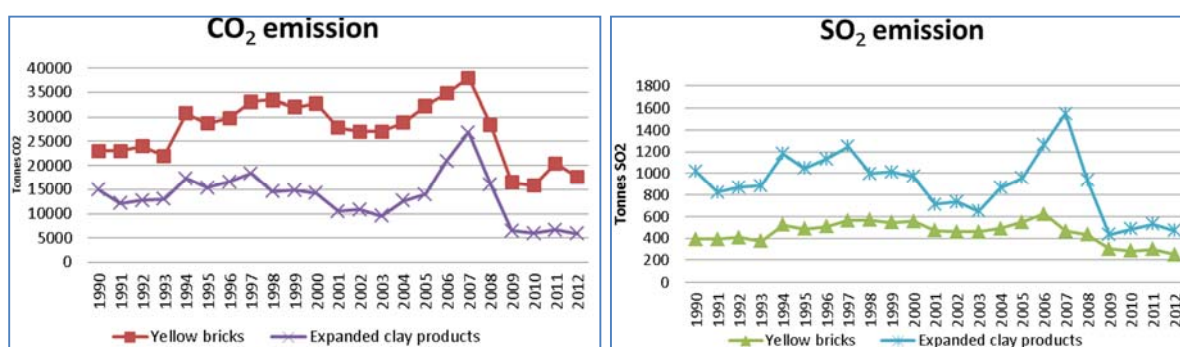 CO2 emission
Tonnes CO2
40000
35000
30000
25000
20000
15000
10000
5000
0
1990 1991 1992 1993 1994 1995 1996 1997 1998 1999 2000 2001 2002 2003 2004 2005 2006 2007 2008 2009 2010 2011 2012
Yellow bricks Expanded clay products
SO2 emission
Tonnes SO2
1800
1600
1400
1200
1000
800
600
400
200
0
1990 1991 1992 1993 1994 1995 1996 1997 1998 1999 2000 2001 2002 2003 2004 2005 2006 2007 2008 2009 2010 2011 2012
Yellow bricks Expanded clay products